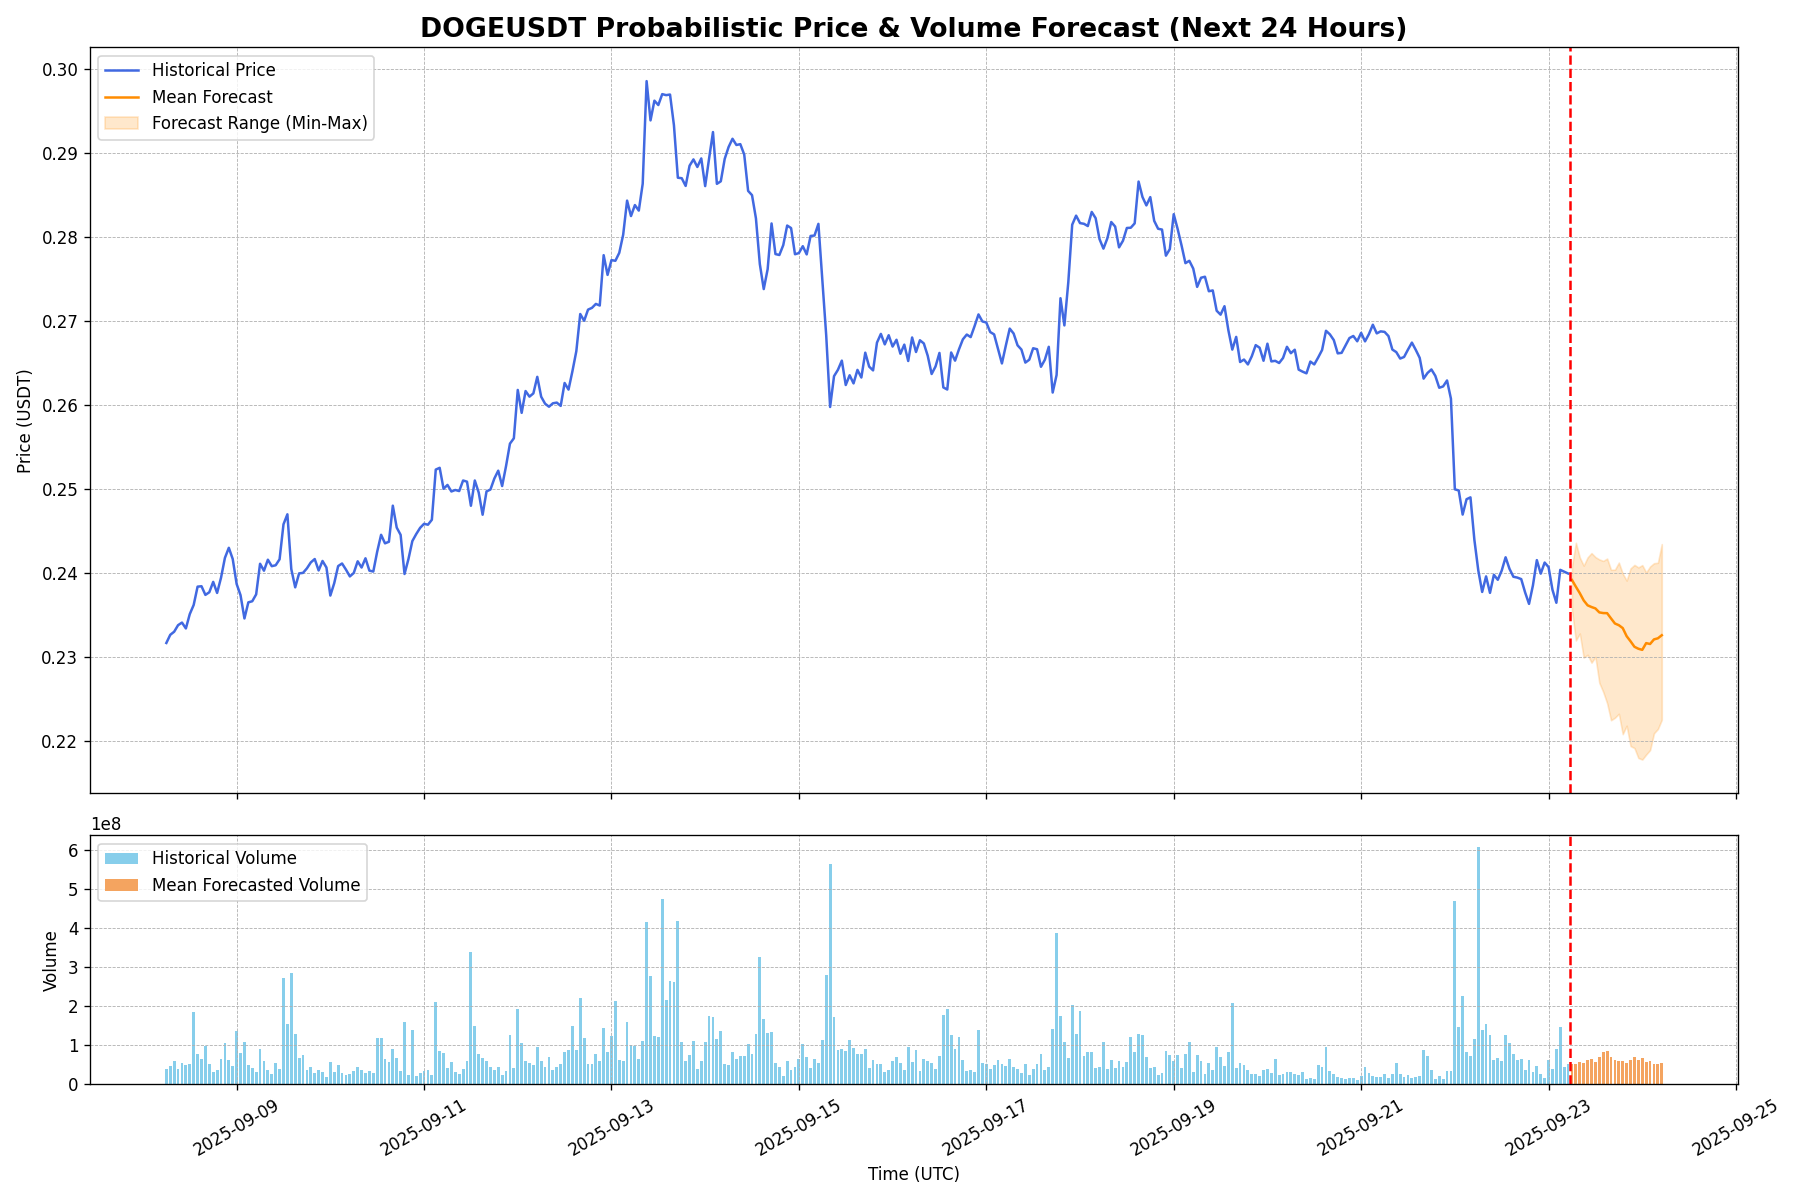 DOGEUSDT Probabilistic Price & Volume Forecast (Next 24 Hours)
Historical Price
Mean Forecast
Forecast Range (Min-Max)
0.30
0.29
0.28
0.27
0.26
0.25
0.24
0.23
0.22
Price (USDT)
1e8
Historical Volume
Mean Forecasted Volume
6
5
4
3
2
1
0
Volume
2025-09-09
2025-09-11
2025-09-13
2025-09-15
2025-09-17
2025-09-19
2025-09-21
2025-09-23
2025-09-25
Time (UTC)